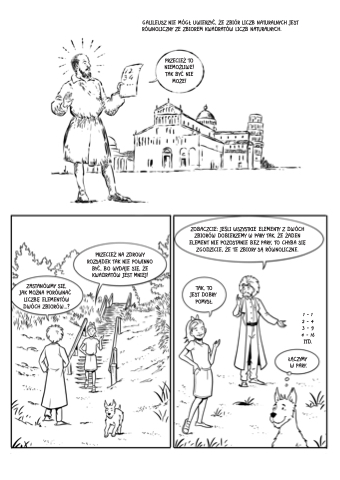 GALILEUSZ NIE MÓGŁ UWIERZYĆ, ŻE ZBIÓR LICZB NATURALNYCH JEST
RÓWNOLICZNY ZE ZBIOREM KWADRATÓW LICZB NATURALNYCH.
PRZECIEŻ TO
NIEMOŻLIWE!
TAK BYĆ NIE
MOŻE!
ZASTANÓWMY SIĘ,
JAK MOŻNA PORÓWNAĆ
LICZBĘ ELEMENTÓW
DWÓCH ZBIORÓW...?
PRZECIEŻ NA ZDROWY
ROZSĄDEK TAK NIE POWINNO
BYĆ, BO WYDAJE SIĘ, ŻE
KWADRATÓW JEST MNIEJ!
ZOBACZCIE: JEŚLI WSZYSTKIE ELEMENTY Z DWÓCH
ZBIORÓW DOBIERZEMY W PARY TAK, ŻE ŻADEN
ELEMENT NIE POZOSTANIE BEZ PARY, TO CHYBA SIĘ
ZGODZICIE, ŻE TE ZBIORY SĄ RÓWNOLICZNE.
TAK, TO
JEST DOBRY
POMYSŁ.
1 - 1
2 - 4
3 - 9
4 - 16
ITD.
ŁĄCZYMY
W PARY.